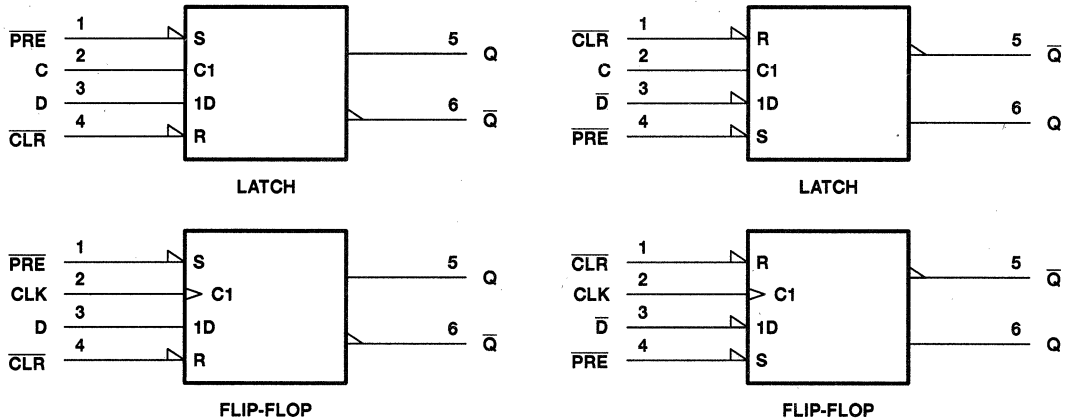 PRE 1 S
C 2 C1 5 Q
D 3 1D 6 Q
CLR 4 R
LATCH
CLR 1 R
C 2 C1 5 Q
D 3 1D 6 Q
PRE 4 S
LATCH
PRE 1 S
CLK 2 C1 5 Q
D 3 1D 6 Q
CLR 4 R
FLIP-FLOP
CLR 1 R
CLK 2 C1 5 Q
D 3 1D 6 Q
PRE 4 S
FLIP-FLOP